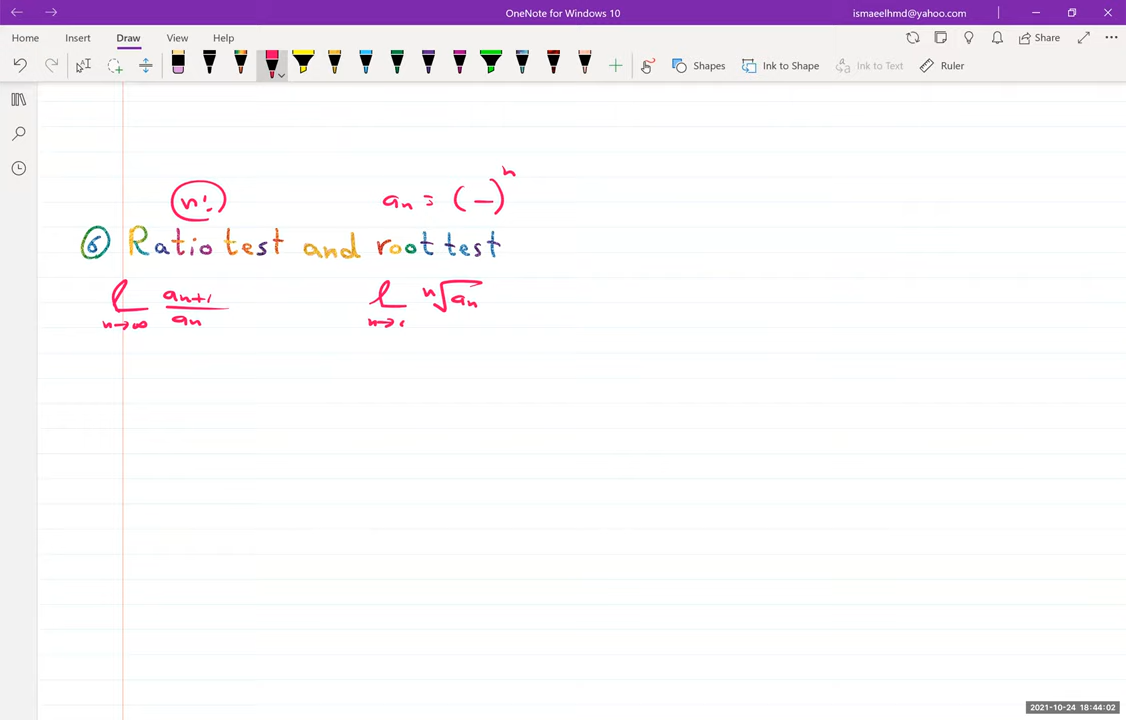 OneNote for Windows 10
ismaeelhmd@yahoo.com
Home Insert Draw View Help
Share
Shapes Ink to Shape Ink to Text Ruler
n!
aₙ = (—)ⁿ
⑥ Ratio test and root test
ℓ n→∞ aₙ₊₁/aₙ
ℓ n→ ⁿ√aₙ
2021-10-24 18:44:02